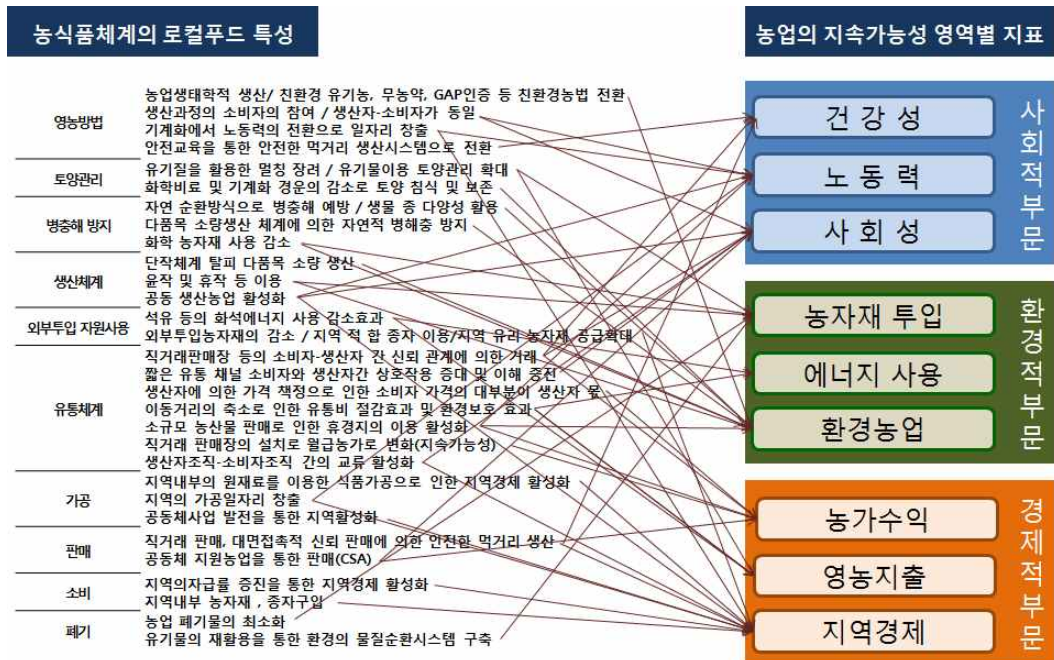 농식품체계의 로컬푸드 특성
농업의 지속가능성 영역별 지표
영농방법
농업생태학적 생산/ 친환경 유기농, 무농약, GAP인증 등 친환경농법 전환
생산과정의 소비자의 참여 / 생산자-소비자가 동일
기계화에서 노동력의 전환으로 일자리 창출
안전교육을 통한 안전한 먹거리 생산시스템으로 전환
토양관리
유기질을 활용한 멀칭 장려 / 유기물이용 토양관리 확대
화학비료 및 기계화 경운의 감소로 토양 침식 및 보존
병충해 방지
자연 순환방식으로 병충해 예방 / 생물 종 다양성 활용
다품목 소량생산 체계에 의한 자연적 병해충 방지
화학 농자재 사용 감소
생산체계
단작체계 탈피 다품목 소량 생산
윤작 및 휴작 등 이용
공동 생산농업 활성화
외부투입 자원사용
석유 등의 화석에너지 사용 감소효과
외부투입농자재의 감소 / 지역 적 합 종자 이용/지역 유리 농자재 공급확대
유통체계
직거래판매장 등의 소비자-생산자 간 신뢰 관계에 의한 거래
짧은 유통 채널 소비자와 생산자간 상호작용 증대 및 이해 증진
생산자에 의한 가격 책정으로 인한 소비자 가격의 대부분이 생산자 몫
이동거리의 축소로 인한 유통비 절감효과 및 환경보호 효과
소규모 농산물 판매로 인한 휴경지의 이용 활성화
직거래 판매장의 설치로 월급농가로 변화(지속가능성)
생산자조직-소비자조직 간의 교류 활성화
가공
지역내부의 원재료를 이용한 식품가공으로 인한 지역경제 활성화
지역의 가공일자리 창출
공동체사업 발전을 통한 지역활성화
판매
직거래 판매, 대면접촉적 신뢰 판매에 의한 안전한 먹거리 생산
공동체 지원농업을 통한 판매(CSA)
소비
지역의자급률 증진을 통한 지역경제 활성화
지역내부 농자재 , 종자구입
폐기
농업 폐기물의 최소화
유기물의 재활용을 통한 환경의 물질순환시스템 구축
건강성
노동력
사회성
사회적부문
농자재 투입
에너지 사용
환경농업
환경적부문
농가수익
영농지출
지역경제
경제적부문